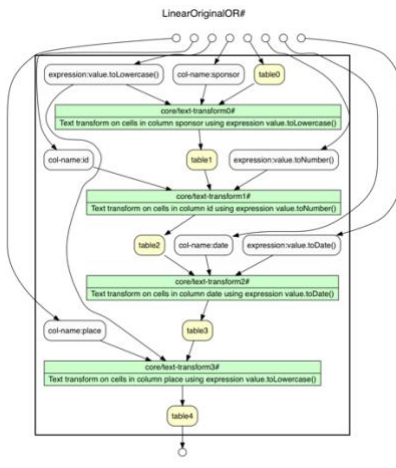 LinearOriginalOR#
expression:value.toLowercase()
col-name:sponsor
table0
core/text-transform0#
Text transform on cells in column sponsor using expression value.toLowercase()
col-name:id
table1
expression:value.toNumber()
core/text-transform1#
Text transform on cells in column id using expression value.toNumber()
table2
col-name:date
expression:value.toDate()
core/text-transform2#
Text transform on cells in column date using expression value.toDate()
col-name:place
table3
core/text-transform3#
Text transform on cells in column place using expression value.toLowercase()
table4